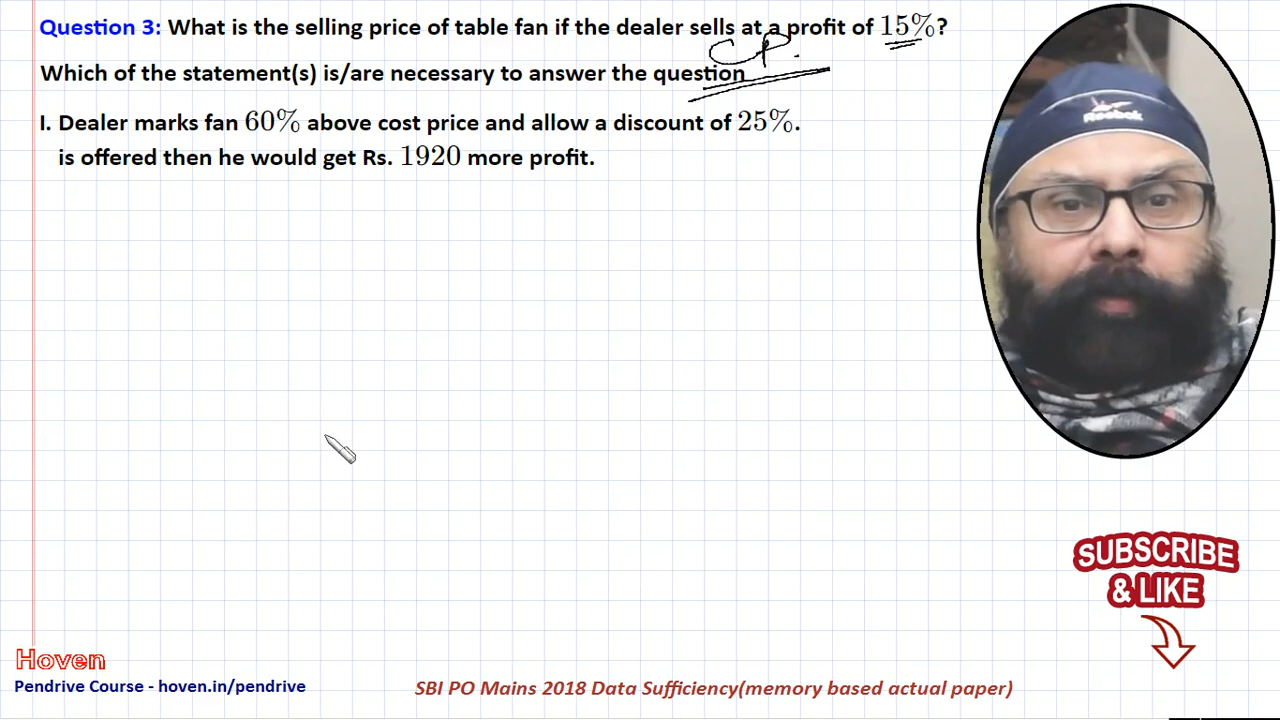 Question 3: What is the selling price of table fan if the dealer sells at a profit of 15%?
CP.
Which of the statement(s) is/are necessary to answer the question
I. Dealer marks fan 60% above cost price and allow a discount of 25%.
is offered then he would get Rs. 1920 more profit.
Reebok
SUBSCRIBE
& LIKE
Hoven
Pendrive Course - hoven.in/pendrive
SBI PO Mains 2018 Data Sufficiency(memory based actual paper)